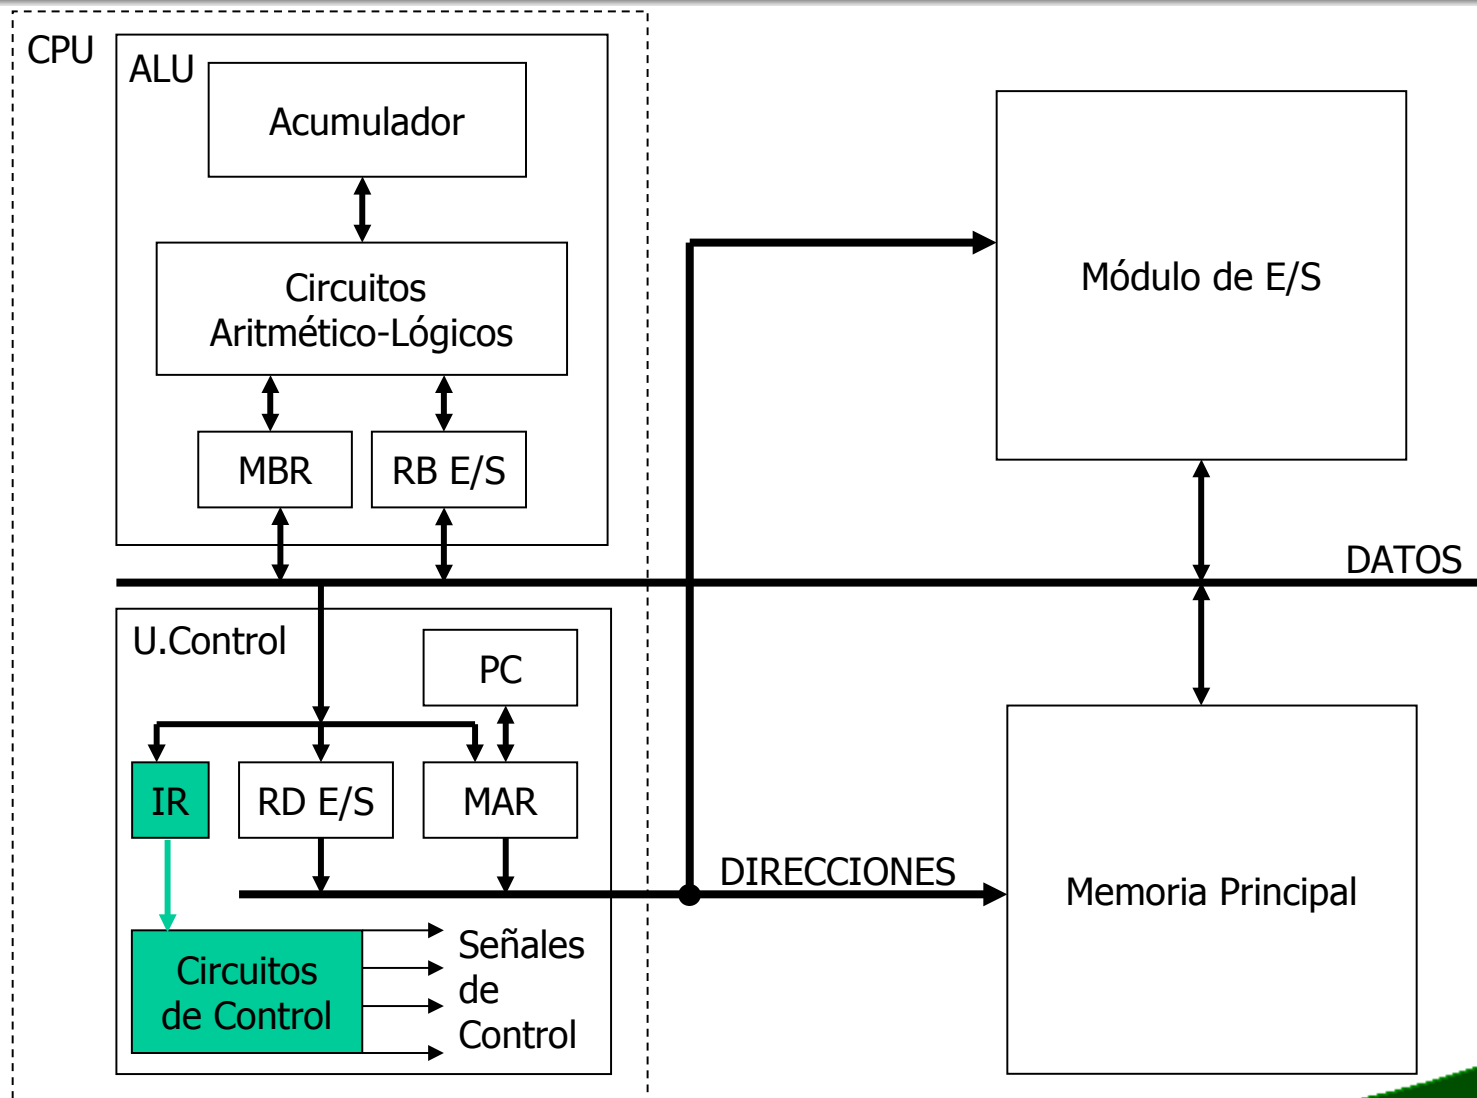 CPU
ALU
Acumulador
Circuitos
Aritmético-Lógicos
MBR
RB E/S
Módulo de E/S
DATOS
U.Control
PC
IR
RD E/S
MAR
DIRECCIONES
Memoria Principal
Circuitos
de Control
Señales
de
Control